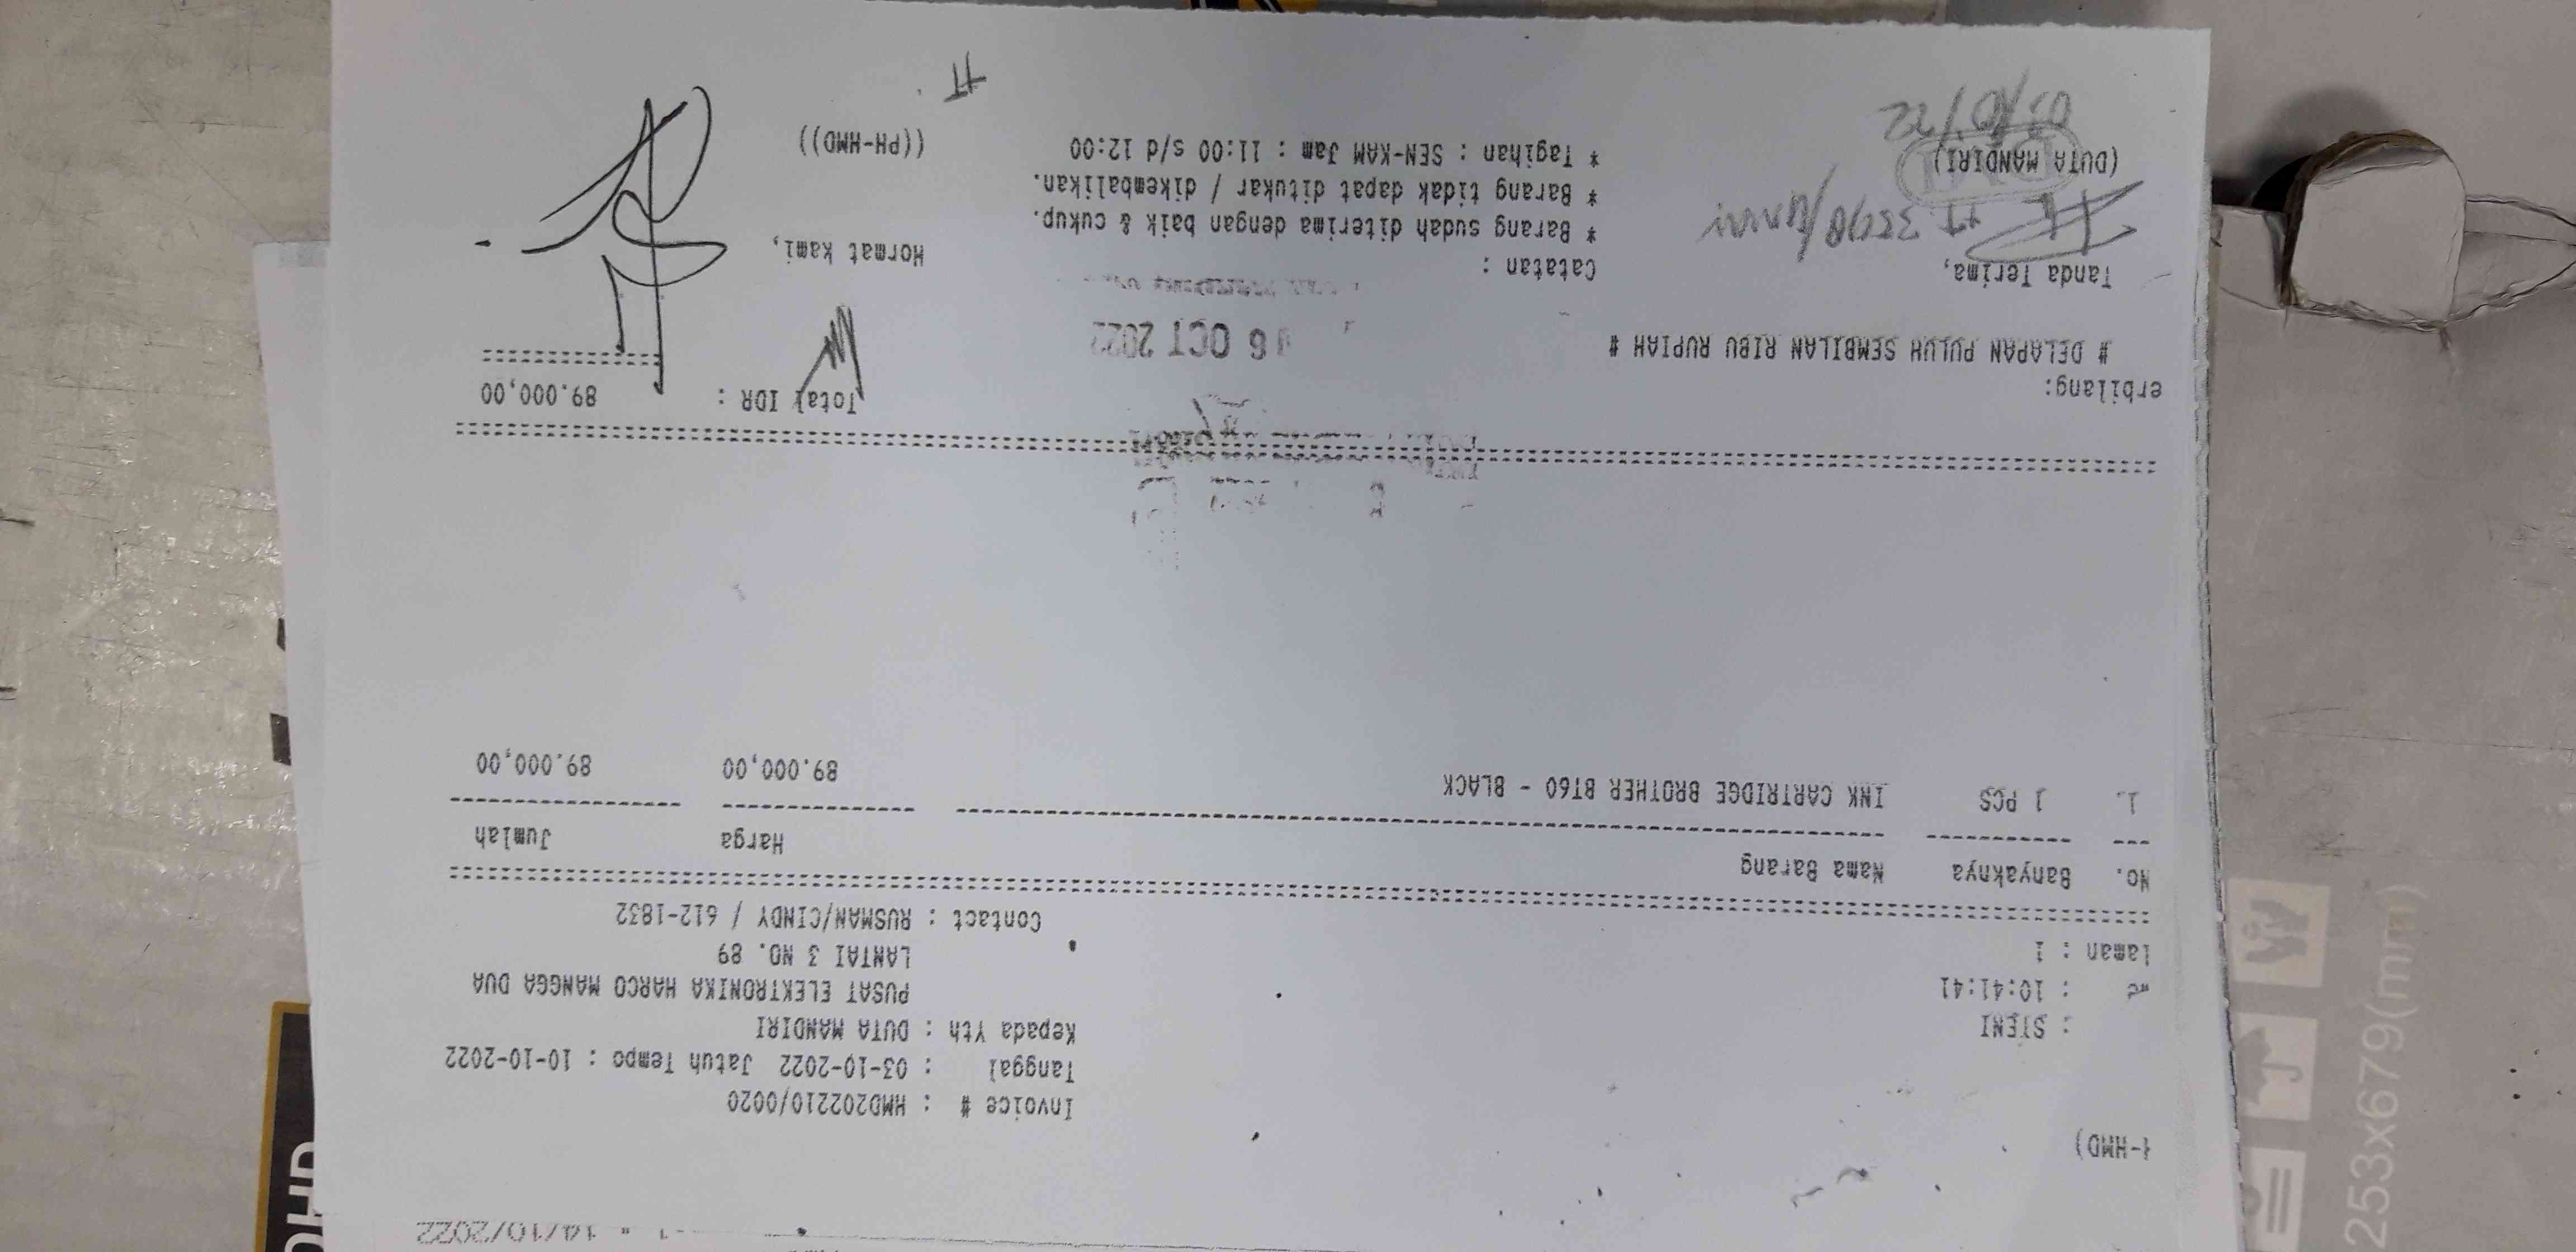 14/10/2022
-HMD)
Invoice # : HMD202210/0020
Tanggal : 03-10-2022 Jatuh Tempo : 10-10-2022
: STENI
Kepada Yth : DUTA MANDIRI
: 10:41:41
PUSAT ELEKTRONIKA HARCO MANGGA DUA
laman : 1
LANTAI 3 NO. 89
Contact : RUSMAN/CINDY / 612-1832
No. Banyaknya Nama Barang Harga Jumlah
1. 1 PCS INK CARTRIDGE BROTHER BT60 - BLACK 89.000,00 89.000,00
erbilang: Total IDR : 89.000,00
# DELAPAN PULUH SEMBILAN RIBU RUPIAH #
06 OCT 2022
Tanda Terima,
Catatan :
Hormat kami,
* Barang sudah diterima dengan baik & cukup.
* Barang tidak dapat ditukar / dikembalikan.
* Tagihan : SEN-KAM Jam : 11:00 s/d 12:00
(DUTA MANDIRI)
((PH-HMD))
253x679(mm)